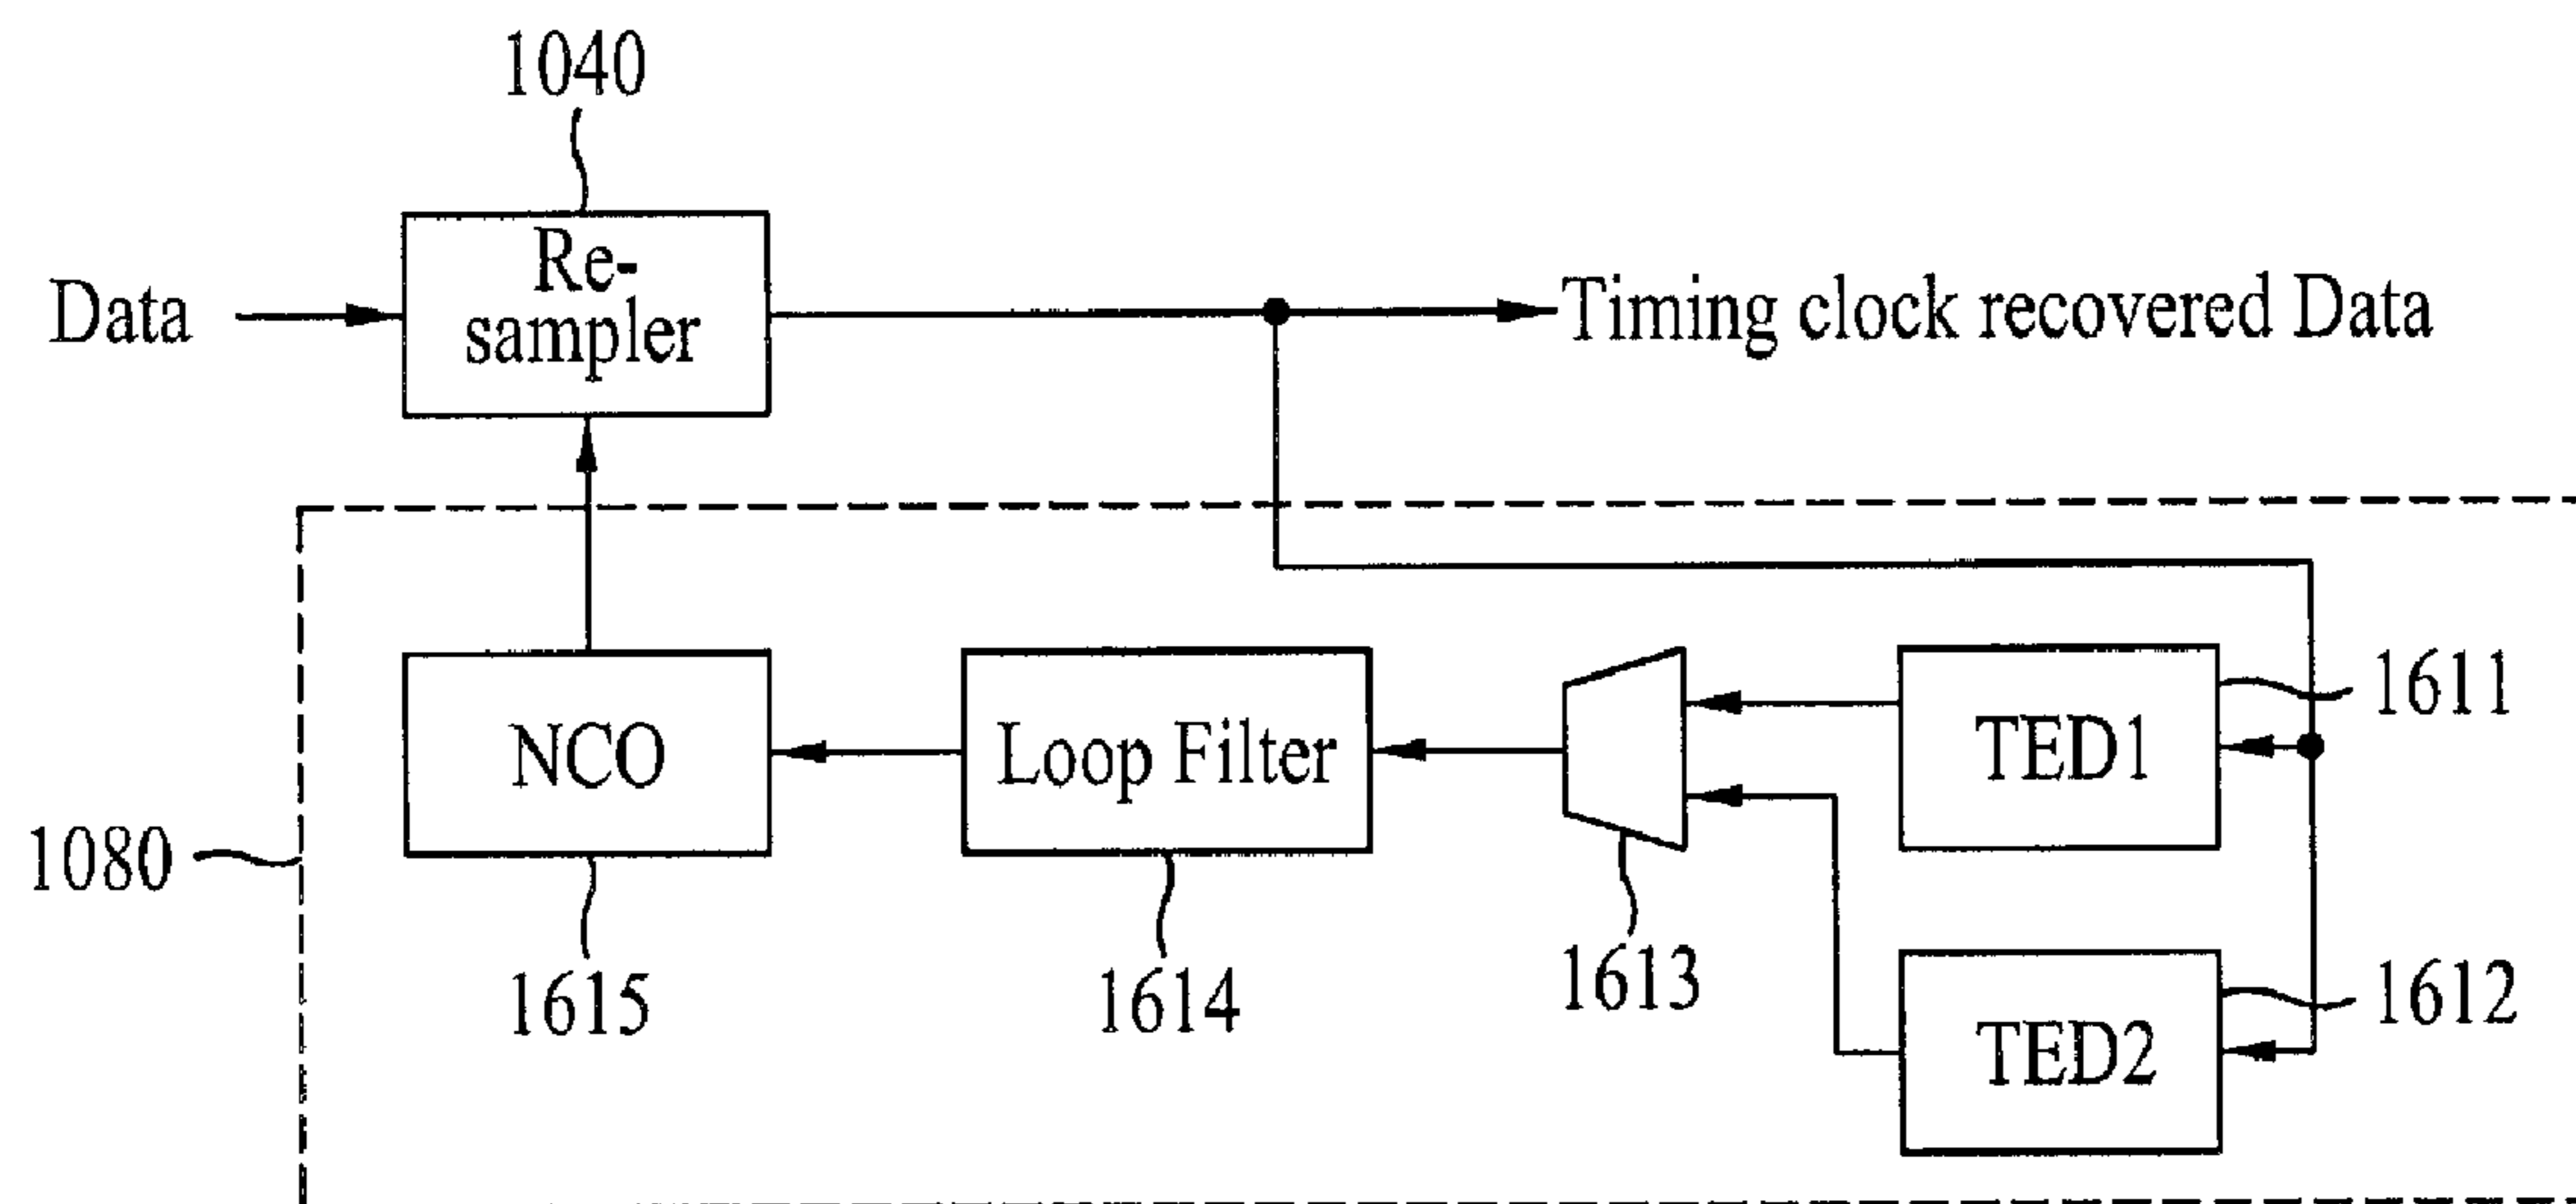 1040
Re-
sampler
Data
Timing clock recovered Data
NCO
Loop Filter
TED1
1611
1080
1615
1614
1613
TED2
1612